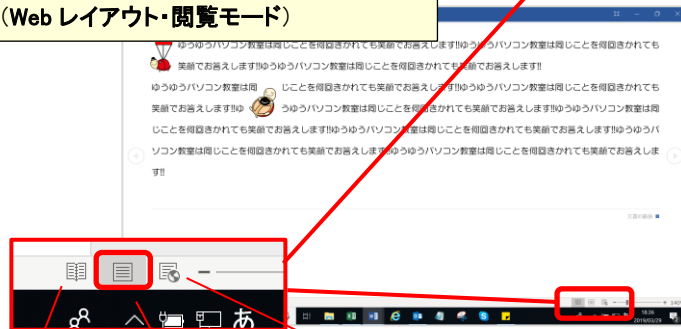 (Web レイアウト・閲覧モード)
ゆうゆうパソコン教室は同じことを何回きかれても笑顔でお答えします!!ゆうゆうパソコン教室は同じことを何回きかれても
笑顔でお答えします!!ゆうゆうパソコン教室は同じことを何回きかれても笑顔でお答えします!!
ゆうゆうパソコン教室は同 じことを何回きかれても笑顔でお答えします!!ゆうゆうパソコン教室は同じことを何回きかれても
笑顔でお答えします!!ゆ うゆうパソコン教室は同じことを何回きかれても笑顔でお答えします!!ゆうゆうパソコン教室は同
じことを何回きかれても笑顔でお答えします!!ゆうゆうパソコン教室は同じことを何回きかれても笑顔でお答えします!!ゆうゆうパ
ソコン教室は同じことを何回きかれても笑顔でお答えします!!ゆうゆうパソコン教室は同じことを何回きかれても笑顔でお答えしま
す!!
文書の最後
あ
18:36
2019/03/29